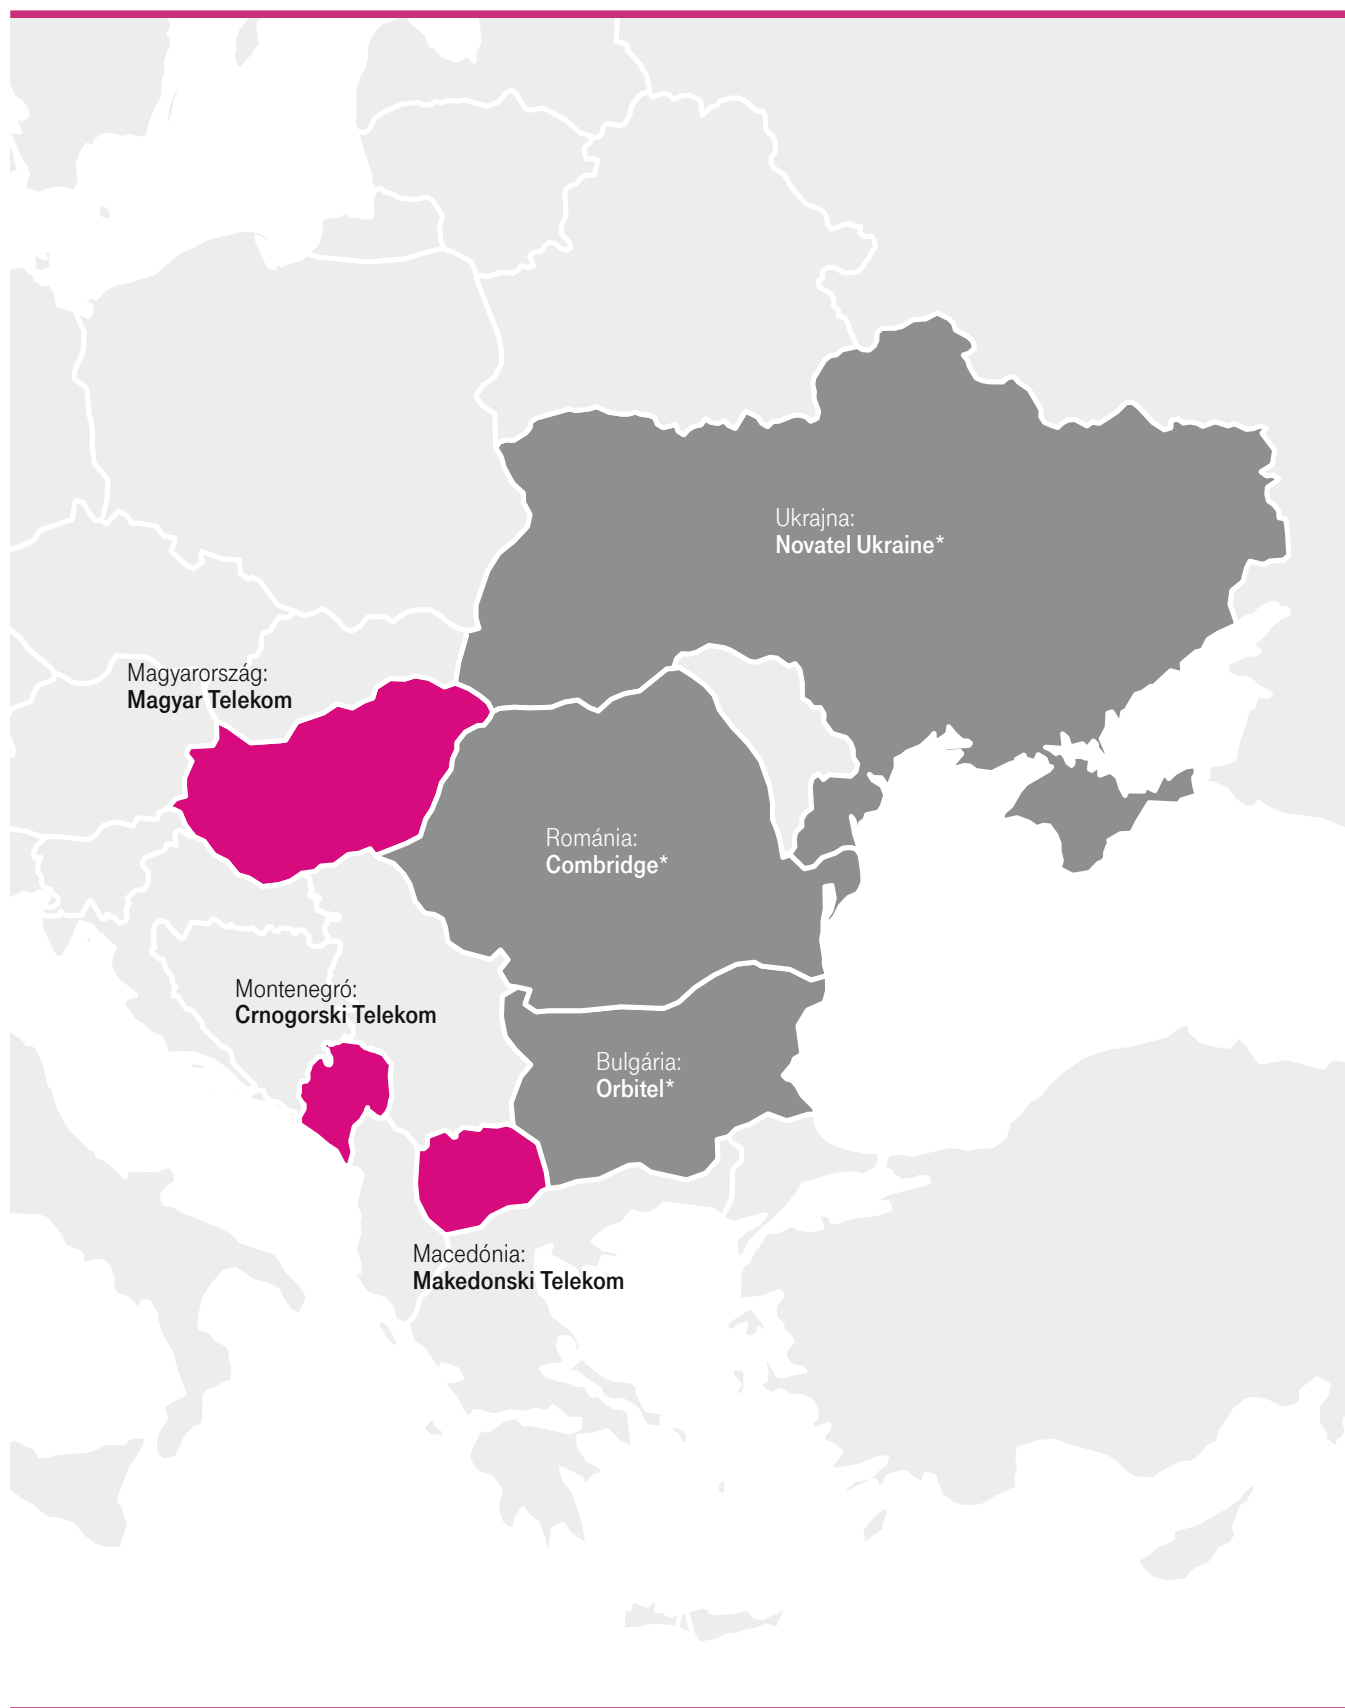 Ukrajna:
Novatel Ukraine*
Magyarország:
Magyar Telekom
Románia:
Combridge*
Montenegró:
Crnogorski Telekom
Bulgária:
Orbitel*
Macedónia:
Makedonski Telekom